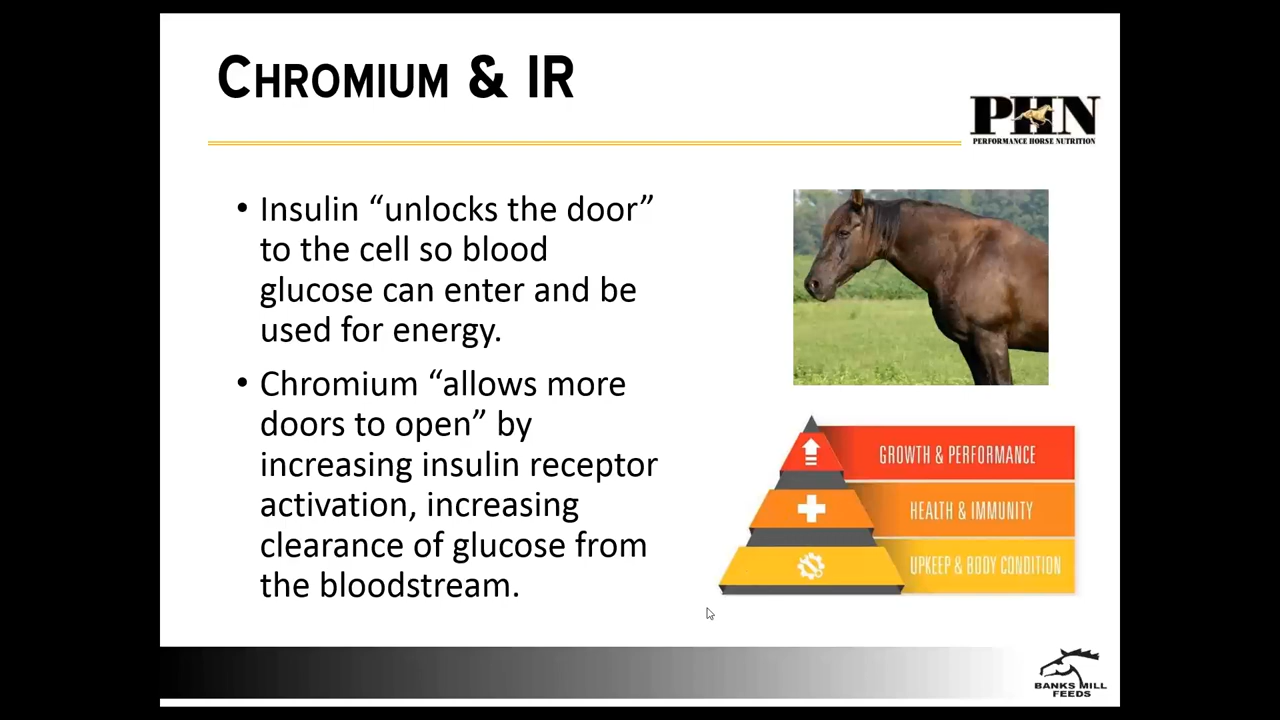 CHROMIUM & IR
PHN
PERFORMANCE HORSE NUTRITION
• Insulin “unlocks the door”
to the cell so blood
glucose can enter and be
used for energy.
• Chromium “allows more
doors to open” by
increasing insulin receptor
activation, increasing
clearance of glucose from
the bloodstream.
GROWTH & PERFORMANCE
HEALTH & IMMUNITY
UPKEEP & BODY CONDITION
BANKS MILL
FEEDS